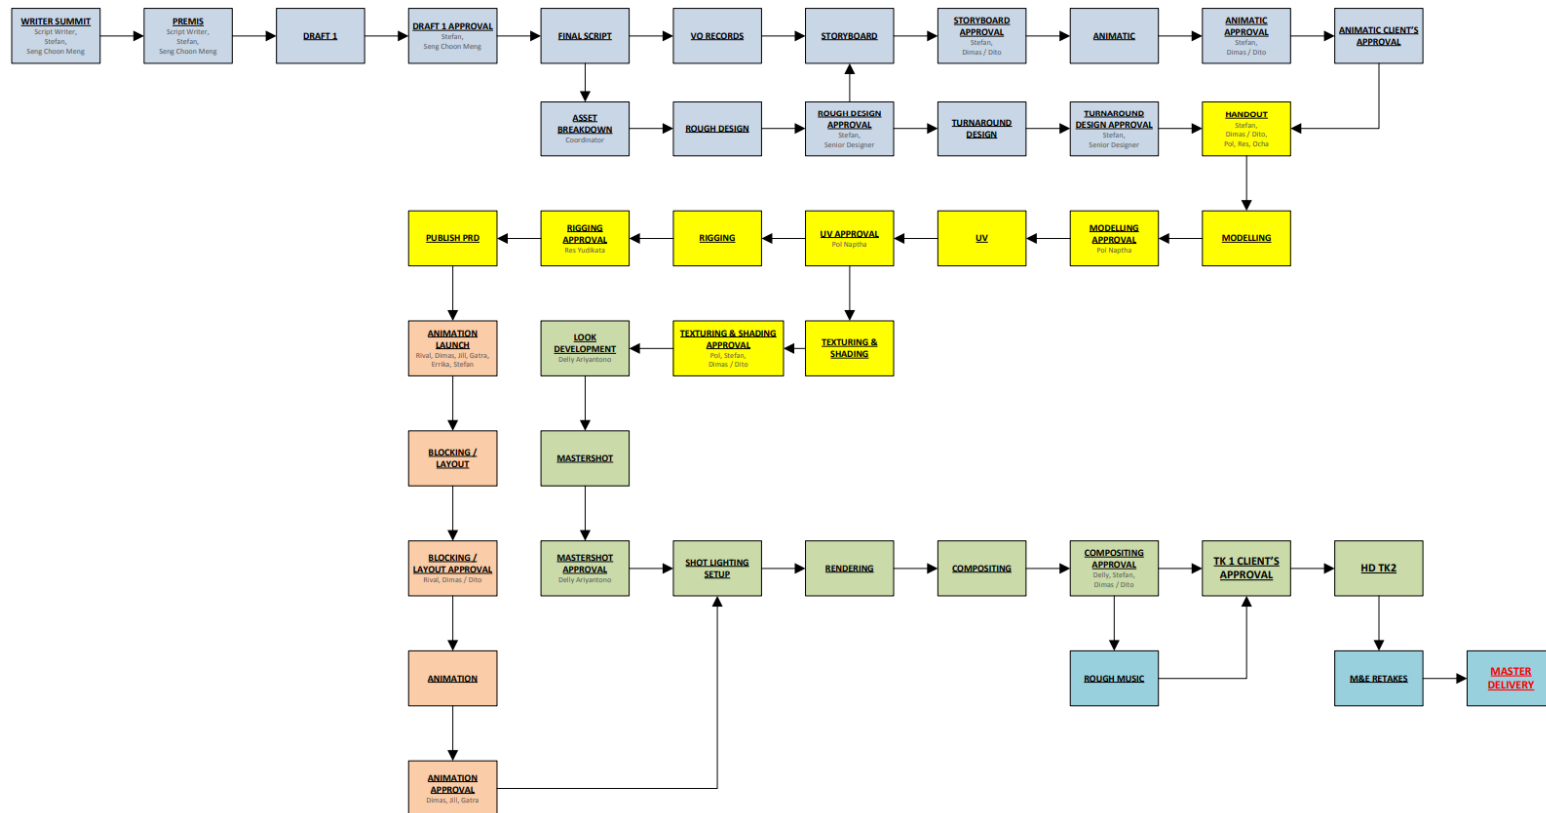 WRITER SUMMIT
Script Writer,
Stefan,
Seng Choon Meng
PREMIS
Script Writer,
Stefan,
Seng Choon Meng
DRAFT 1
DRAFT 1 APPROVAL
Stefan,
Seng Choon Meng
FINAL SCRIPT
VO RECORDS
STORYBOARD
STORYBOARD
APPROVAL
Stefan,
Dimas / Dito
ANIMATIC
ANIMATIC
APPROVAL
Stefan,
Dimas / Dito
ANIMATIC CLIENT'S
APPROVAL
ASSET
BREAKDOWN
Coordinator
ROUGH DESIGN
ROUGH DESIGN
APPROVAL
Stefan,
Senior Designer
TURNAROUND
DESIGN
TURNAROUND
DESIGN APPROVAL
Stefan,
Senior Designer
HANDOUT
Stefan,
Dimas / Dito,
Pol, Res, Ocha
PUBLISH PRD
RIGGING
APPROVAL
Res Yudikata
RIGGING
UV APPROVAL
Pol Naptha
UV
MODELLING
APPROVAL
Pol Naptha
MODELLING
ANIMATION
LAUNCH
Rival, Dimas, Jill, Gatra,
Errika, Stefan
LOOK
DEVELOPMENT
Delly Ariyantono
TEXTURING & SHADING
APPROVAL
Pol, Stefan,
Dimas / Dito
TEXTURING &
SHADING
BLOCKING /
LAYOUT
MASTERSHOT
BLOCKING /
LAYOUT APPROVAL
Rival, Dimas / Dito
MASTERSHOT
APPROVAL
Delly Ariyantono
SHOT LIGHTING
SETUP
RENDERING
COMPOSITING
COMPOSITING
APPROVAL
Delly, Stefan,
Dimas / Dito
TK 1 CLIENT'S
APPROVAL
HD TK2
ANIMATION
ROUGH MUSIC
M&E RETAKES
MASTER
DELIVERY
ANIMATION
APPROVAL
Dimas, Jill, Gatra